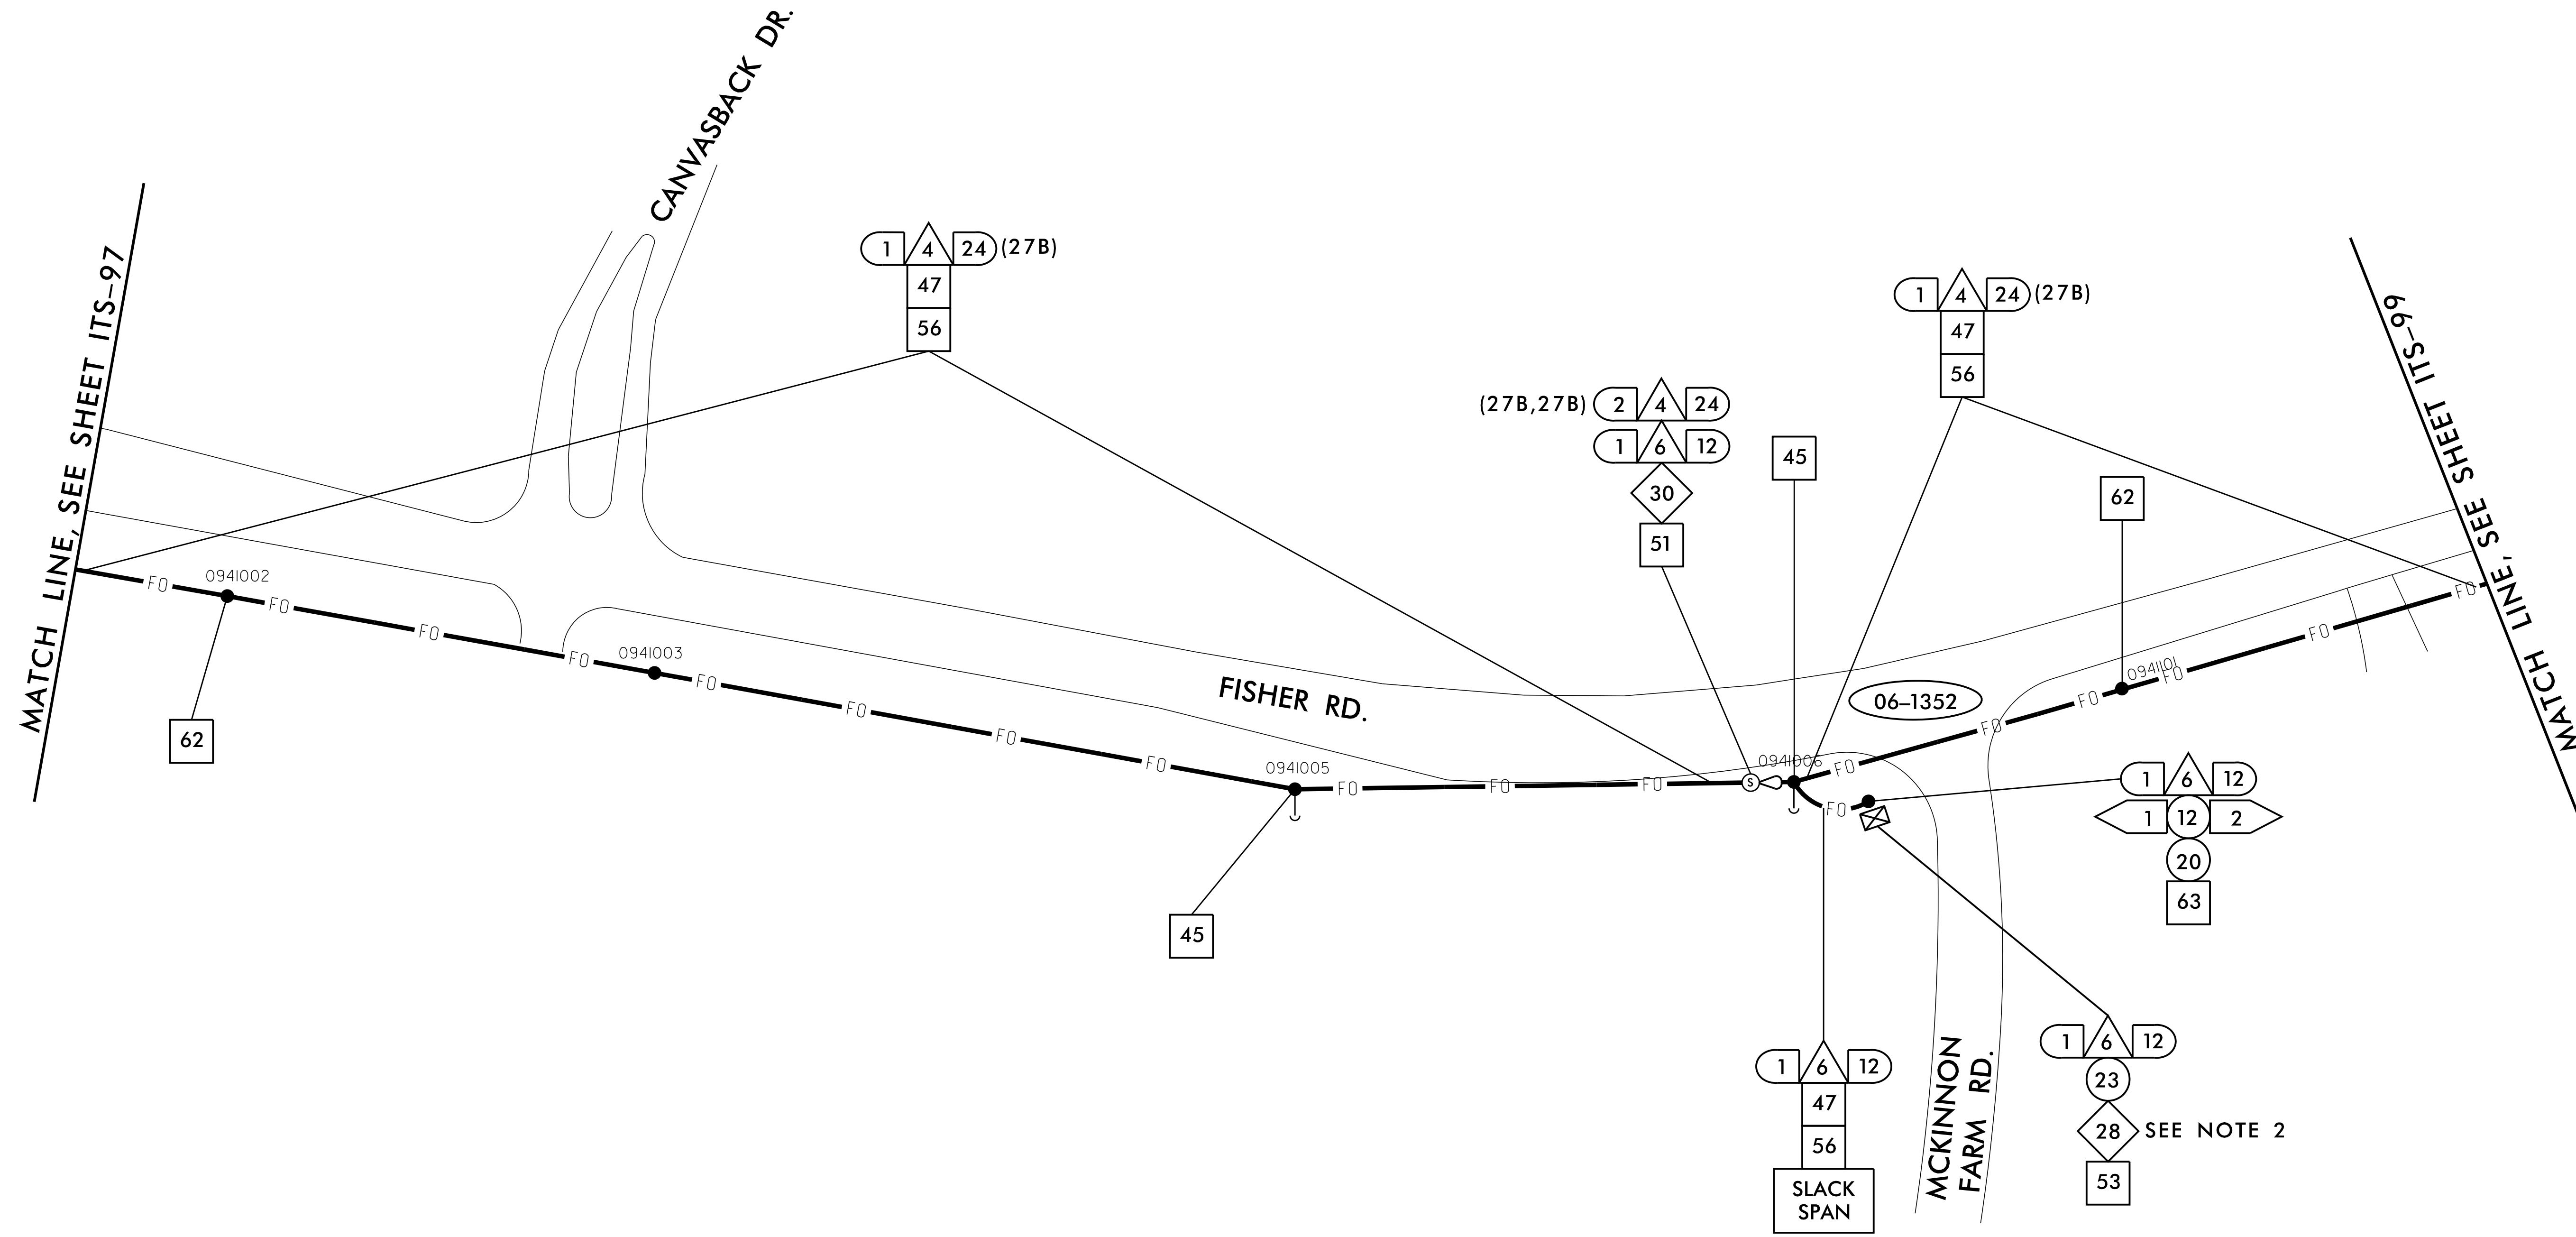 CANVASBACK DR.
MATCH LINE, SEE SHEET ITS-97
1 4 24 (27B)
47
56
1 4 24 (27B)
47
56
MATCH LINE, SEE SHEET ITS-99
(27B,27B) 2 4 24
1 6 12
30
51
45
62
FO 0941002 FO FO FO 0941003 FO FO FO FO 0941005 FO FO FO S 0941006 FO FO FO 0941101 FO FO FO
FO
62
FISHER RD.
06-1352
45
1 6 12
1 12 2
20
63
1 6 12
47
56
SLACK
SPAN
MCKINNON
FARM RD.
1 6 12
23
28 SEE NOTE 2
53